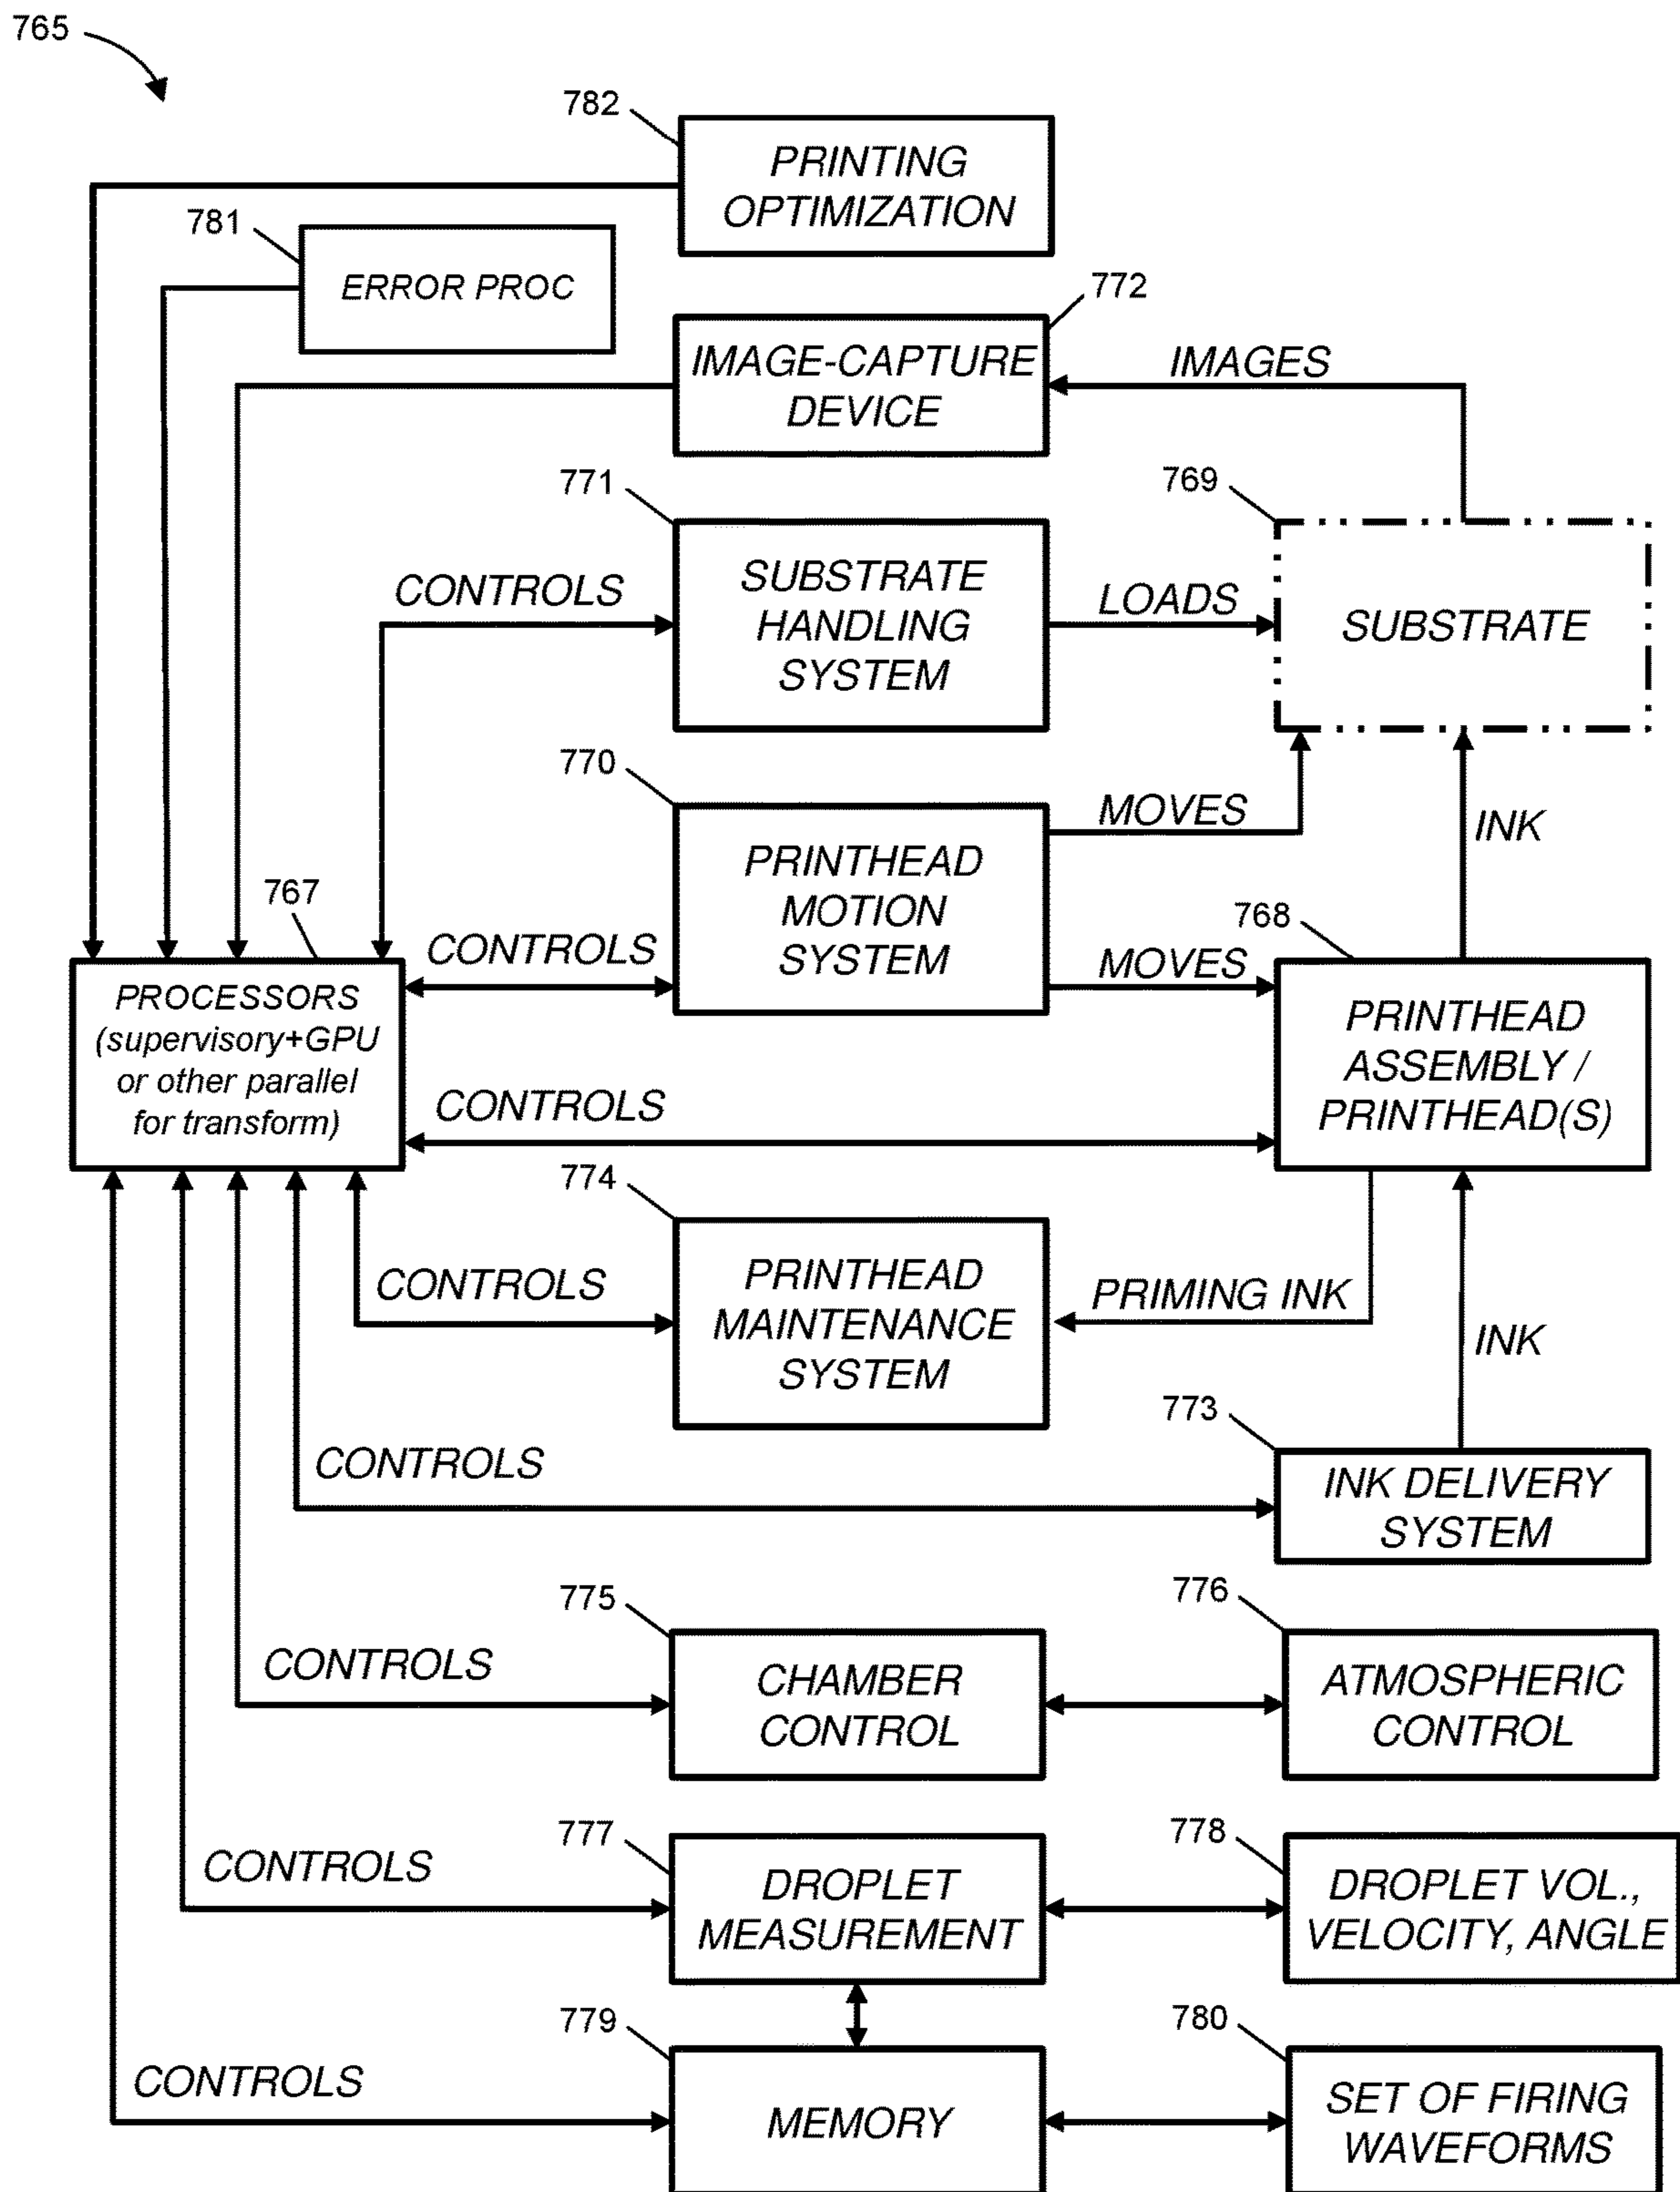 765
782
PRINTING
OPTIMIZATION
781
ERROR PROC
772
IMAGE-CAPTURE
DEVICE
IMAGES
771
769
SUBSTRATE
HANDLING
SYSTEM
CONTROLS
LOADS
SUBSTRATE
770
MOVES
INK
PRINTHEAD
MOTION
SYSTEM
767
768
CONTROLS
MOVES
PROCESSORS
(supervisory+GPU
or other parallel
for transform)
PRINTHEAD
ASSEMBLY /
PRINTHEAD(S)
CONTROLS
774
CONTROLS
PRINTHEAD
MAINTENANCE
SYSTEM
PRIMING INK
INK
773
CONTROLS
INK DELIVERY
SYSTEM
775
776
CONTROLS
CHAMBER
CONTROL
ATMOSPHERIC
CONTROL
777
778
CONTROLS
DROPLET
MEASUREMENT
DROPLET VOL.,
VELOCITY, ANGLE
779
780
CONTROLS
MEMORY
SET OF FIRING
WAVEFORMS